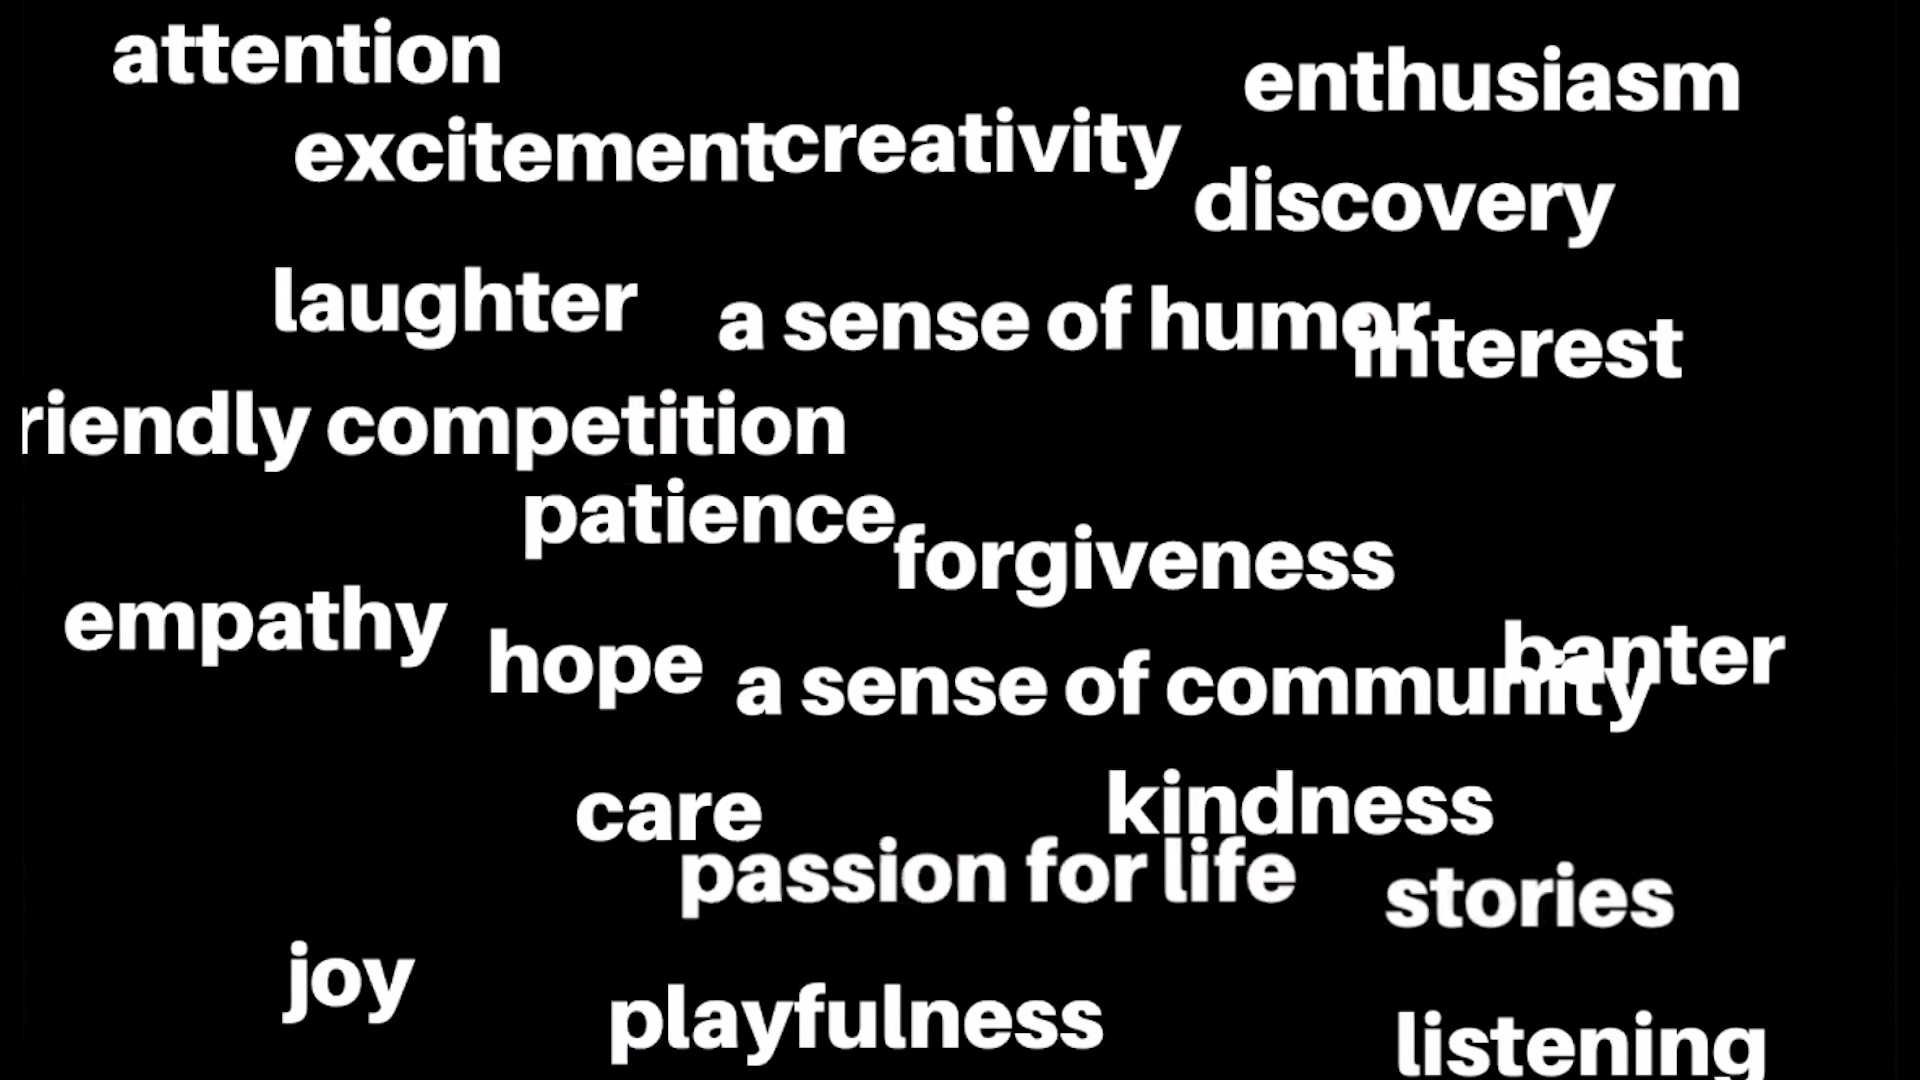 attention
enthusiasm
excitement
creativity
discovery
laughter
a sense of humor
interest
riendly competition
patience
forgiveness
empathy
hope
a sense of community
banter
care
kindness
passion for life
stories
joy
playfulness
listening